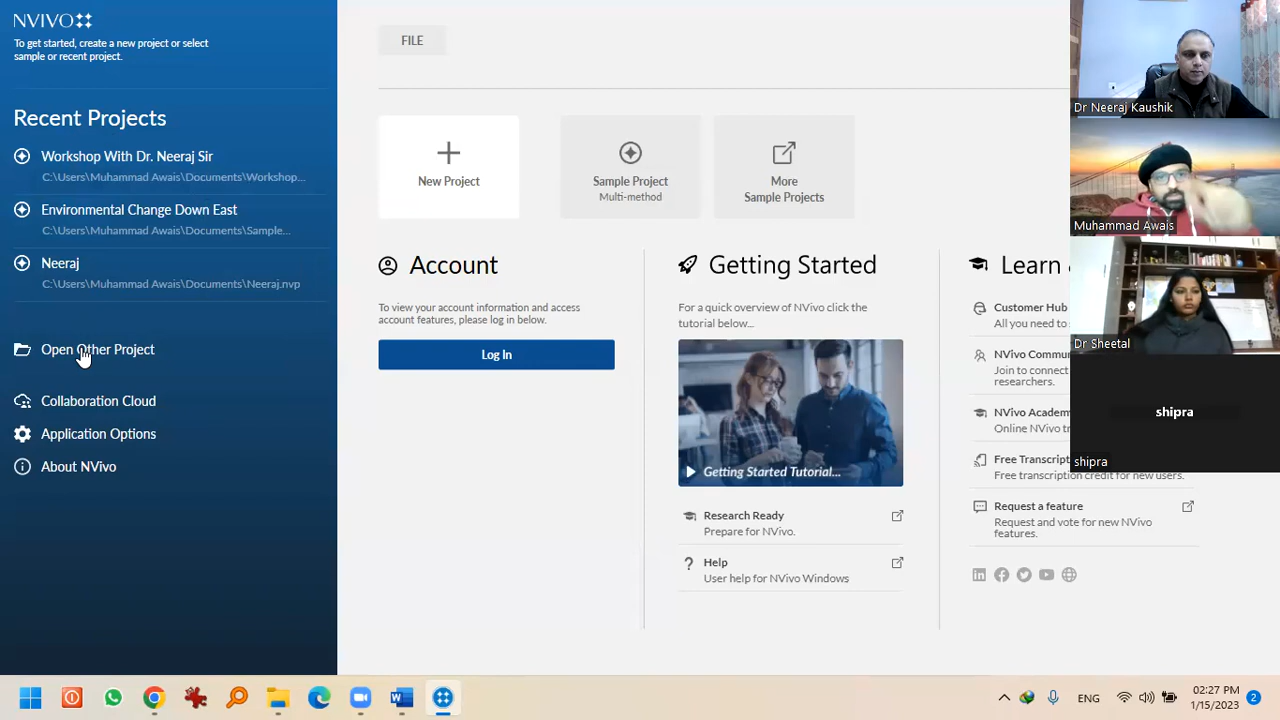 NVIVO
To get started, create a new project or select
sample or recent project.
Recent Projects
Workshop With Dr. Neeraj Sir
C:\Users\Muhammad Awais\Documents\Workshop...
Environmental Change Down East
C:\Users\Muhammad Awais\Documents\Sample...
Neeraj
C:\Users\Muhammad Awais\Documents\Neeraj.nvp
Open Other Project
Collaboration Cloud
Application Options
About NVivo
FILE
New Project
Sample Project
Multi-method
More
Sample Projects
Account
To view your account information and access
account features, please log in below.
Log In
Getting Started
For a quick overview of NVivo click the
tutorial below...
Getting Started Tutorial...
Research Ready
Prepare for NVivo.
Help
User help for NVivo Windows
Learn
Customer Hub
All you need
NVivo Commu
Join to connect
researchers.
NVivo Academ
Online NVivo
Free Transcript
Free transcription credit for new users.
Request a feature
Request and vote for new NVivo
features.
Dr Neeraj Kaushik
Muhammad Awais
Dr Sheetal
shipra
shipra
ENG
02:27 PM
1/15/2023
2